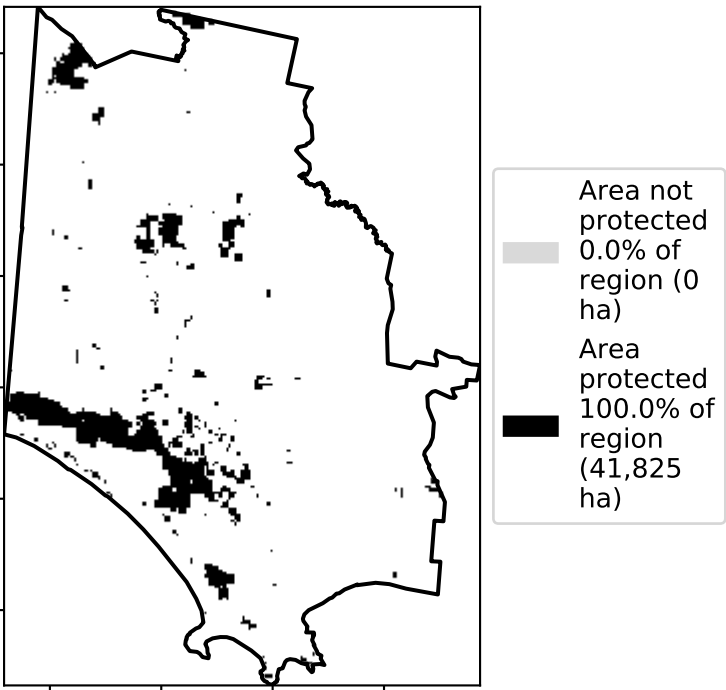 Area not
protected
0.0% of
region (0
ha)
Area
protected
100.0% of
region
(41,825
ha)